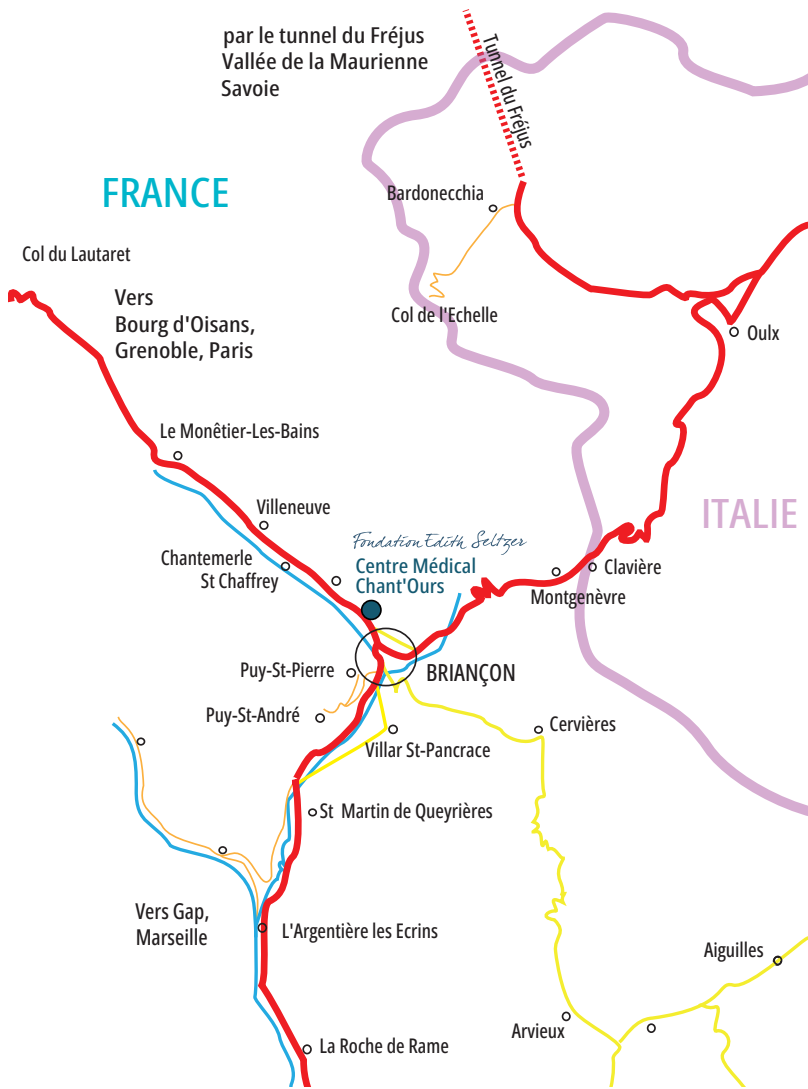 par le tunnel du Fréjus
Vallée de la Maurienne
Savoie
Tunnel du Fréjus
FRANCE
Bardonecchia
Col du Lautaret
Vers
Bourg d'Oisans,
Grenoble, Paris
Col de l'Echelle
Oulx
Le Monêtier-Les-Bains
Villeneuve
ITALIE
Fondation Edith Seltzer
Centre Médical
Chant'Ours
Chantemerle
St Chaffrey
Clavière
Montgenèvre
Puy-St-Pierre
BRIANÇON
Puy-St-André
Villar St-Pancrace
Cervières
St Martin de Queyrières
Vers Gap,
Marseille
L'Argentière les Ecrins
Aiguilles
Arvieux
La Roche de Rame